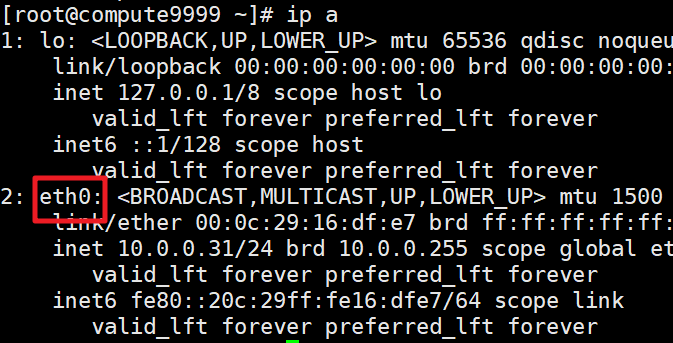 [root@compute9999 ~]# ip a
1: lo: <LOOPBACK,UP,LOWER_UP> mtu 65536 qdisc noqueu
link/loopback 00:00:00:00:00:00 brd 00:00:00:00:
inet 127.0.0.1/8 scope host lo
valid_lft forever preferred_lft forever
inet6 ::1/128 scope host
valid_lft forever preferred_lft forever
2: eth0: <BROADCAST,MULTICAST,UP,LOWER_UP> mtu 1500
link/ether 00:0c:29:16:df:e7 brd ff:ff:ff:ff:ff:
inet 10.0.0.31/24 brd 10.0.0.255 scope global et
valid_lft forever preferred_lft forever
inet6 fe80::20c:29ff:fe16:dfe7/64 scope link
valid_lft forever preferred_lft forever